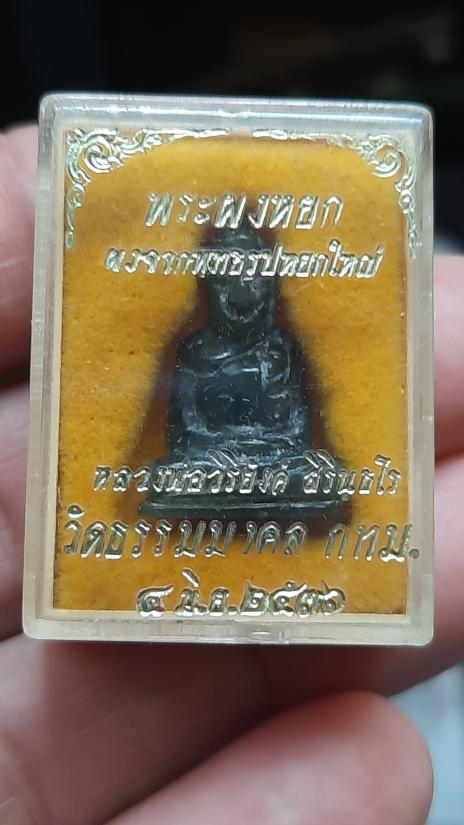 พระผงหยก
ผงจากพุทธรูปหยกใหญ่
หลวงพ่อวิริยังค์ สิรินธโร
วัดธรรมมงคล กทม.
๔ มิ.ย.๒๕๓๖